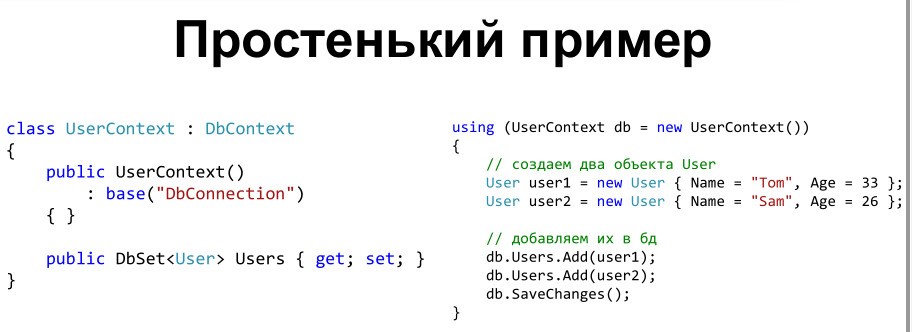 Простенький пример
class UserContext : DbContext
{
    public UserContext()
        : base("DbConnection")
    { }

    public DbSet<User> Users { get; set; }
}
using (UserContext db = new UserContext())
{
    // создаем два объекта User
    User user1 = new User { Name = "Tom", Age = 33 };
    User user2 = new User { Name = "Sam", Age = 26 };

    // добавляем их в бд
    db.Users.Add(user1);
    db.Users.Add(user2);
    db.SaveChanges();
}